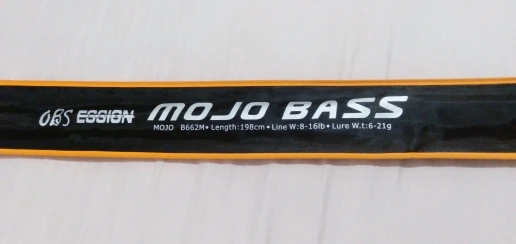 OBS EGGION MOJO BASS
MOJO B662M• Length:198cm • Line W:8-16lb • Lure W.t:6-21g